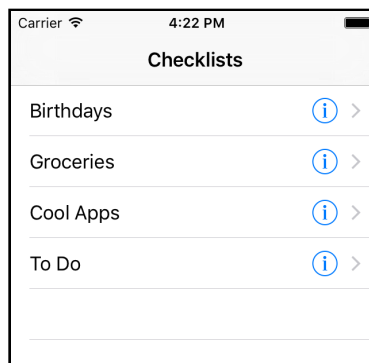 Carrier 4:22 PM
Checklists
Birthdays
Groceries
Cool Apps
To Do